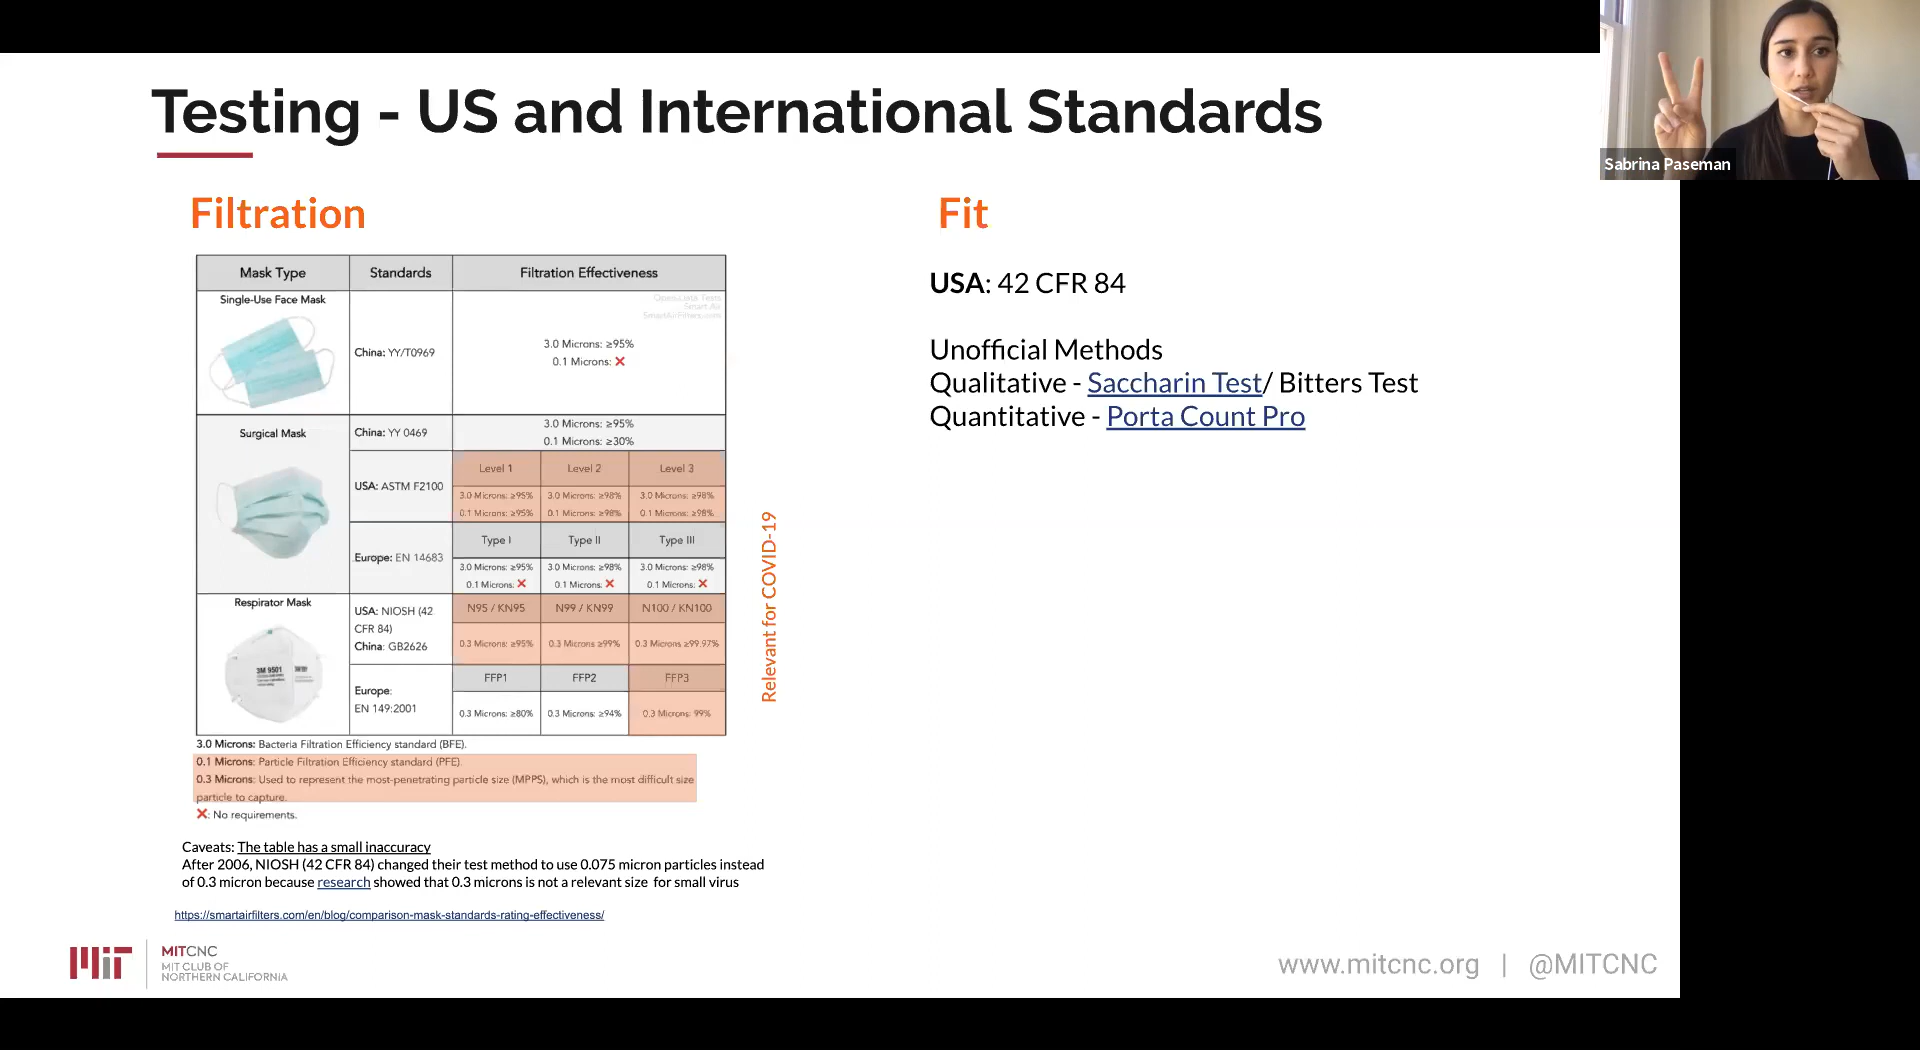 Testing - US and International Standards
Sabrina Paseman
Filtration
Mask Type Standards Filtration Effectiveness
Single-Use Face Mask
China: YY/T0969
Smart Air
SmartAirFilters.com
3.0 Microns: ≥95%
0.1 Microns: ❌
Surgical Mask
China: YY 0469
3.0 Microns: ≥95%
0.1 Microns: ≥30%
USA: ASTM F2100
Level 1 Level 2 Level 3
3.0 Microns: ≥95% 3.0 Microns: ≥98% 3.0 Microns: ≥98%
0.1 Microns: ≥95% 0.1 Microns: ≥98% 0.1 Microns: ≥98%
Europe: EN 14683
Type I Type II Type III
3.0 Microns: ≥95% 3.0 Microns: ≥98% 3.0 Microns: ≥98%
0.1 Microns: ❌ 0.1 Microns: ❌ 0.1 Microns: ❌
Respirator Mask
3M 9501
USA: NIOSH (42
CFR 84)
China: GB2626
N95 / KN95 N99 / KN99 N100 / KN100
0.3 Microns: ≥95% 0.3 Microns ≥99% 0.3 Microns ≥99.97%
Europe:
EN 149:2001
FFP1 FFP2 FFP3
0.3 Microns: ≥80% 0.3 Microns: ≥94% 0.3 Microns: 99%
Relevant for COVID-19
3.0 Microns: Bacteria Filtration Efficiency standard (BFE).
0.1 Microns: Particle Filtration Efficiency standard (PFE).
0.3 Microns: Used to represent the most-penetrating particle size (MPPS), which is the most difficult size
particle to capture.
❌: No requirements.
Caveats: The table has a small inaccuracy
After 2006, NIOSH (42 CFR 84) changed their test method to use 0.075 micron particles instead
of 0.3 micron because research showed that 0.3 microns is not a relevant size for small virus
https://smartairfilters.com/en/blog/comparison-mask-standards-rating-effectiveness/
Fit
USA: 42 CFR 84
Unofficial Methods
Qualitative - Saccharin Test/ Bitters Test
Quantitative - Porta Count Pro
MIT
MITCNC
MIT CLUB OF
NORTHERN CALIFORNIA
www.mitcnc.org | @MITCNC